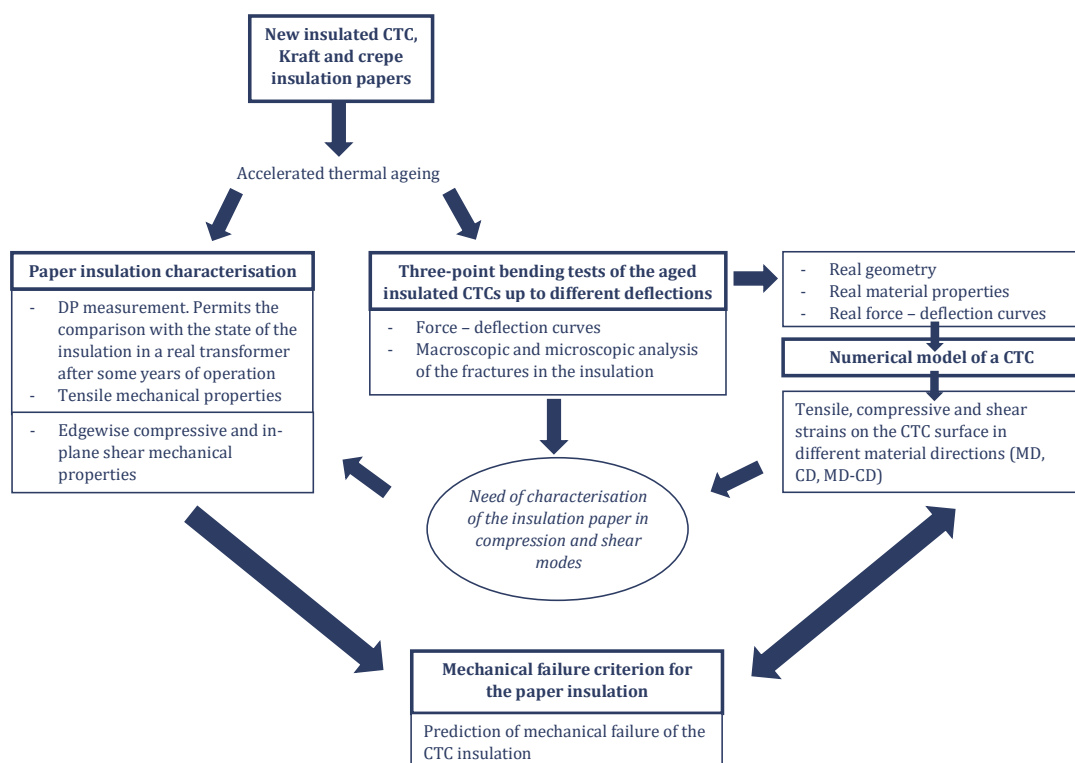 New insulated CTC,
Kraft and crepe
insulation papers
Accelerated thermal ageing
Paper insulation characterisation
- DP measurement. Permits the
comparison with the state of the
insulation in a real transformer
after some years of operation
- Tensile mechanical properties
- Edgewise compressive and in-
plane shear mechanical
properties
Three-point bending tests of the aged
insulated CTCs up to different deflections
- Force – deflection curves
- Macroscopic and microscopic analysis
of the fractures in the insulation
- Real geometry
- Real material properties
- Real force – deflection curves
Numerical model of a CTC
Tensile, compressive and shear
strains on the CTC surface in
different material directions (MD,
CD, MD-CD)
Need of characterisation
of the insulation paper in
compression and shear
modes
Mechanical failure criterion for
the paper insulation
Prediction of mechanical failure of the
CTC insulation